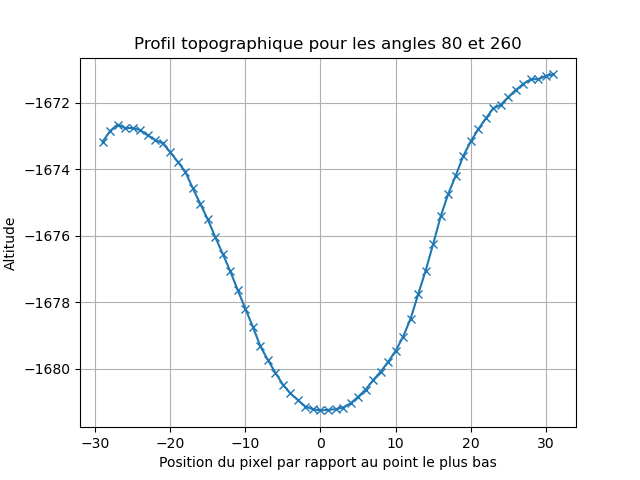 Profil topographique pour les angles 80 et 260
Altitude
−1672
−1674
−1676
−1678
−1680
−30 −20 −10 0 10 20 30
Position du pixel par rapport au point le plus bas